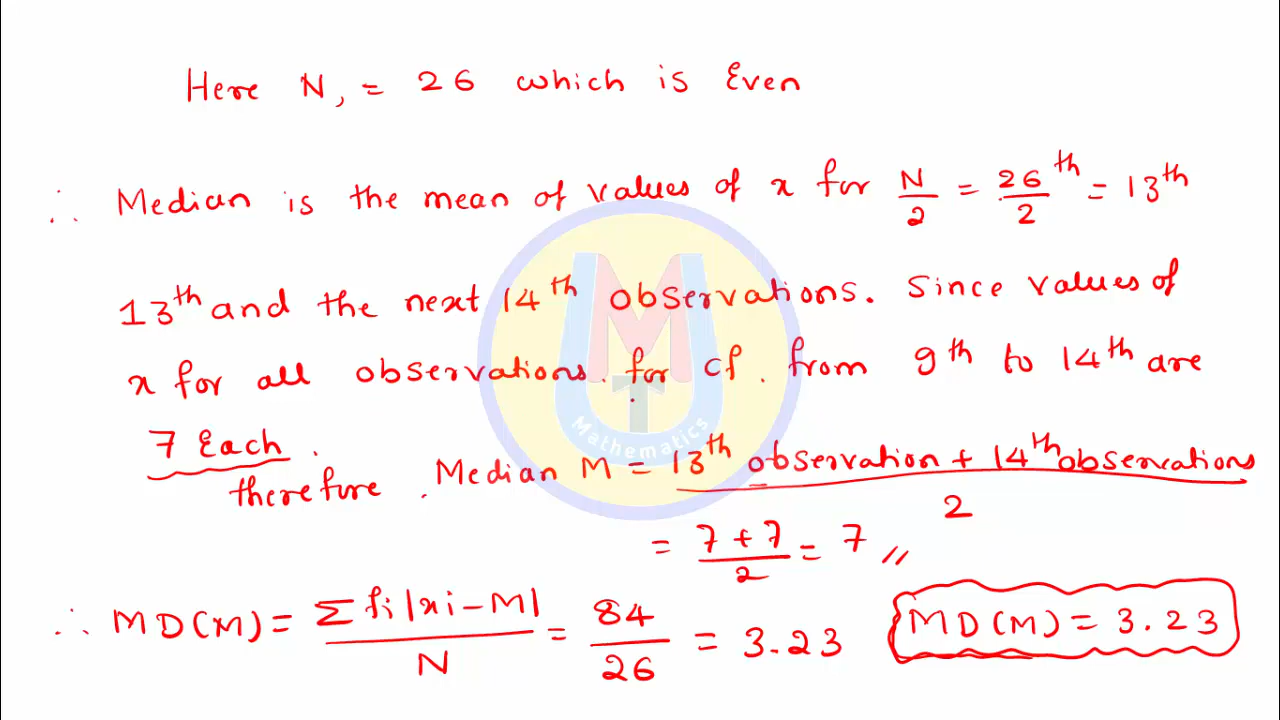 Here N, = 26 which is Even
∴ Median is the mean of values of x for N/2 = 26/2 th = 13th
13th and the next 14th observations. Since values of
x for all observations. for cf. from 9th to 14th are
7 Each.
therefore. Median M = 13th observation + 14th observations / 2
= 7+7/2 = 7 //
∴ MD(M) = Σ fi|xi - M| / N = 84/26 = 3.23
MD(M) = 3.23
MUT
Mathematics